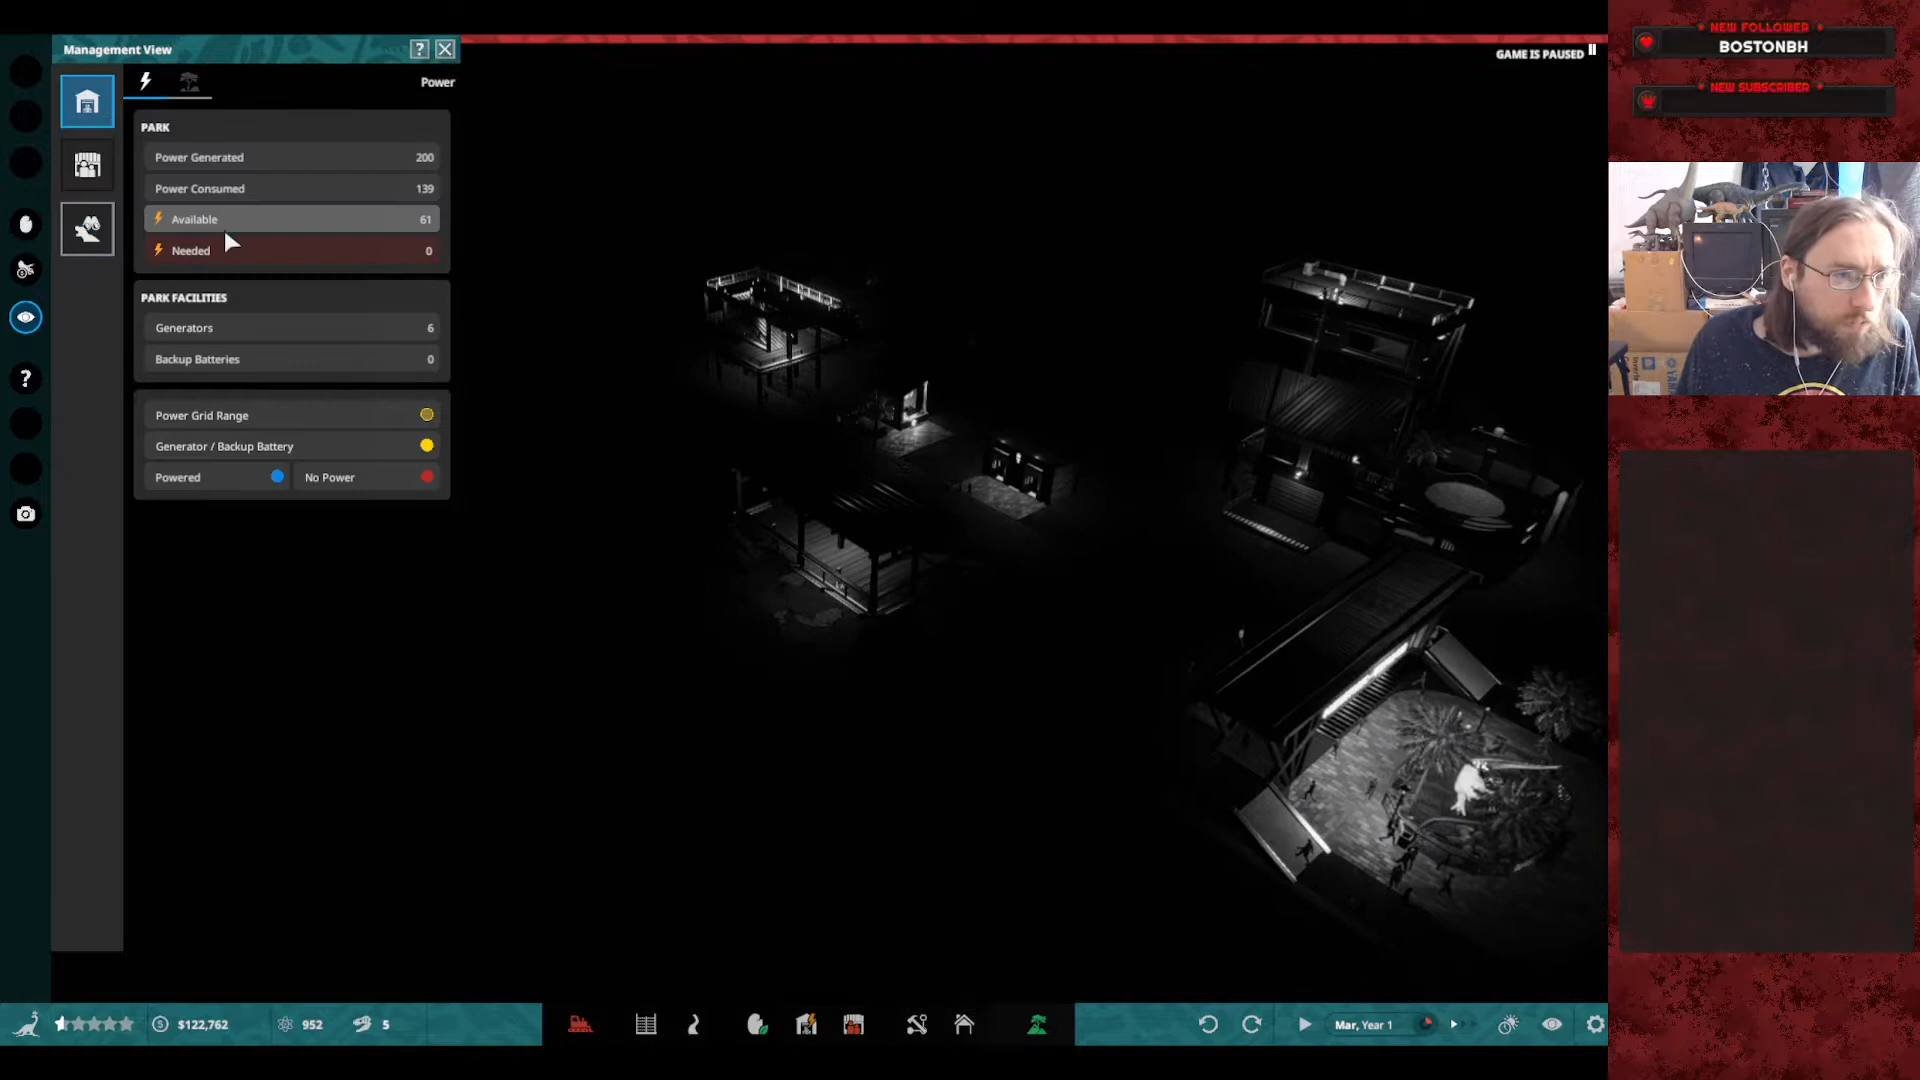 Management View
?
GAME IS PAUSED
NEW FOLLOWER
BOSTONBH
NEW SUBSCRIBER
Power
PARK
Power Generated 200
Power Consumed 139
Available 61
Needed 0
PARK FACILITIES
Generators 6
Backup Batteries 0
Power Grid Range
Generator / Backup Battery
Powered
No Power
?
$122,762
952
5
Mar, Year 1